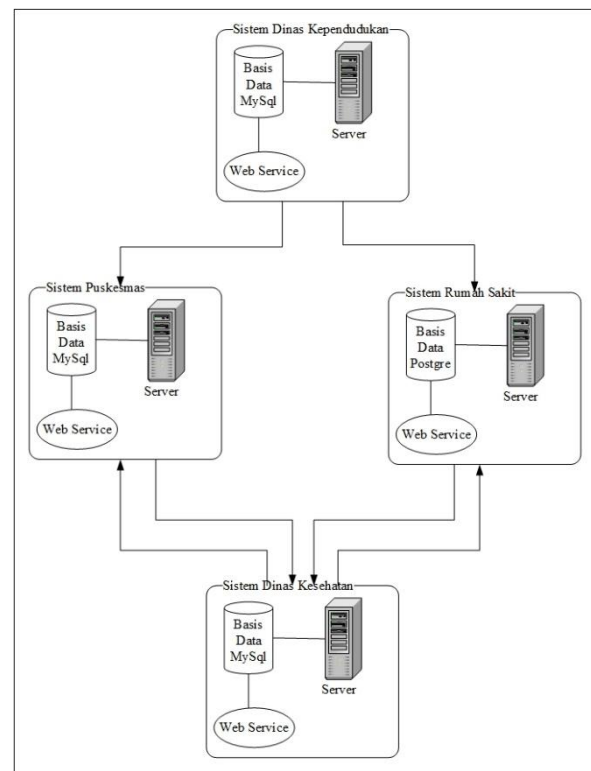 Sistem Dinas Kependudukan
Basis
Data
MySql
Server
Web Service
Sistem Puskesmas
Basis
Data
MySql
Server
Web Service
Sistem Rumah Sakit
Basis
Data
Postgre
Server
Web Service
Sistem Dinas Kesehatan
Basis
Data
MySql
Server
Web Service